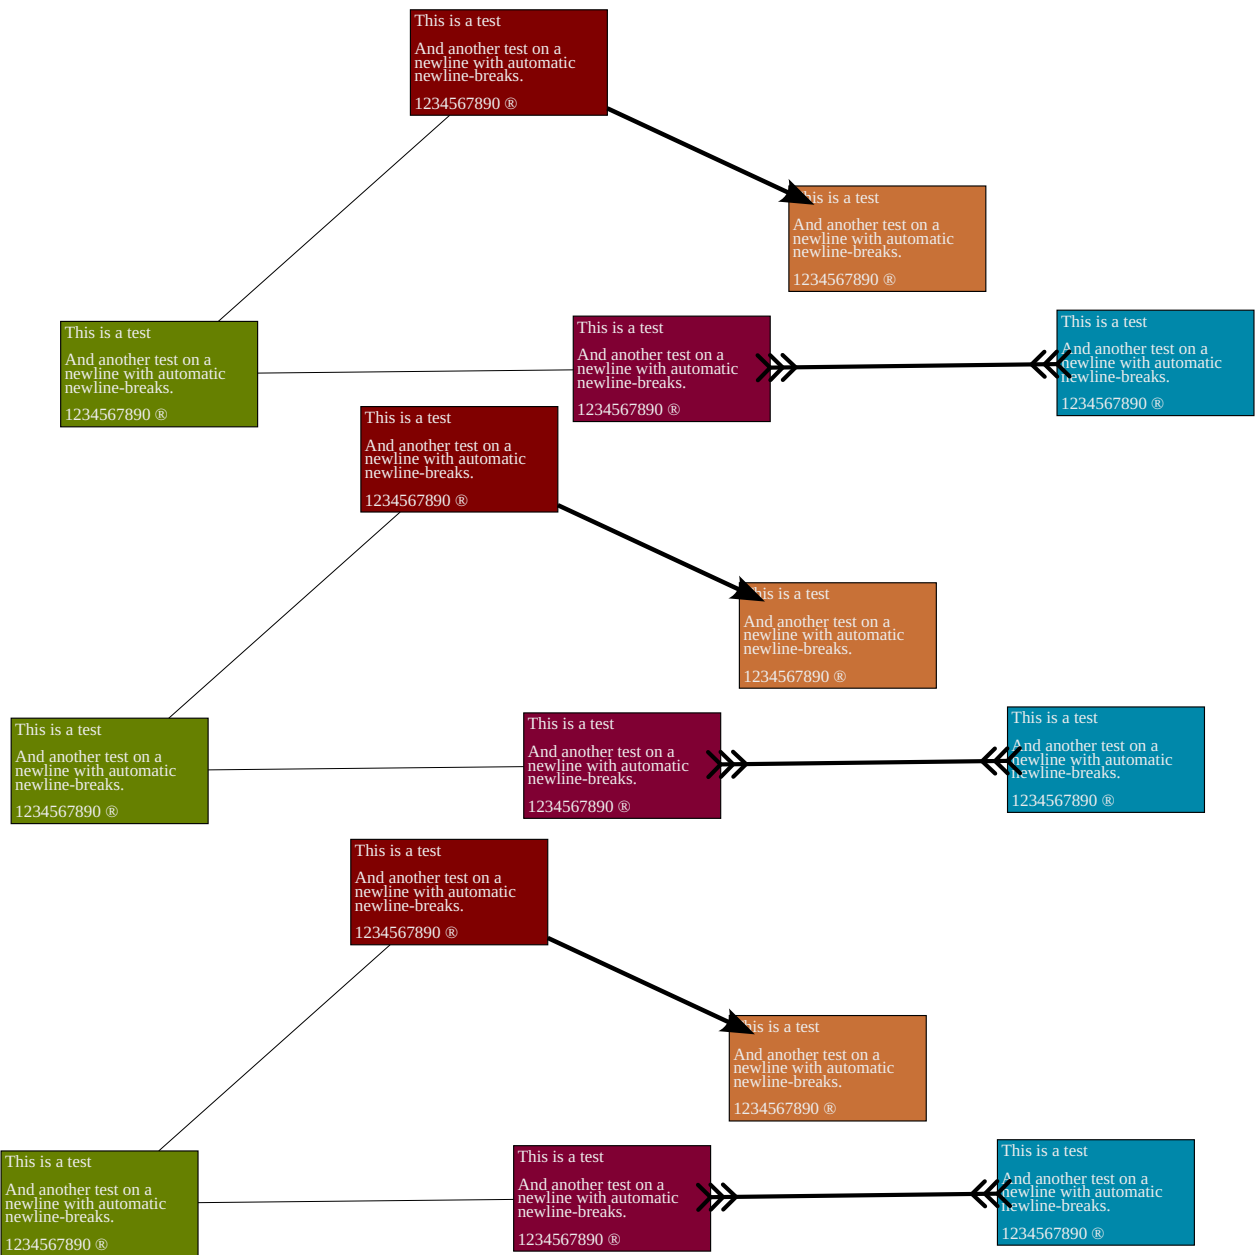 This is a test
And another test on a
newline with automatic
newline-breaks.
1234567890 ®
This is a test
And another test on a
newline with automatic
newline-breaks.
1234567890 ®
This is a test
And another test on a
newline with automatic
newline-breaks.
1234567890 ®
This is a test
And another test on a
newline with automatic
newline-breaks.
1234567890 ®
This is a test
And another test on a
newline with automatic
newline-breaks.
1234567890 ®
This is a test
And another test on a
newline with automatic
newline-breaks.
1234567890 ®
This is a test
And another test on a
newline with automatic
newline-breaks.
1234567890 ®
This is a test
And another test on a
newline with automatic
newline-breaks.
1234567890 ®
This is a test
And another test on a
newline with automatic
newline-breaks.
1234567890 ®
This is a test
And another test on a
newline with automatic
newline-breaks.
1234567890 ®
This is a test
And another test on a
newline with automatic
newline-breaks.
1234567890 ®
This is a test
And another test on a
newline with automatic
newline-breaks.
1234567890 ®
This is a test
And another test on a
newline with automatic
newline-breaks.
1234567890 ®
This is a test
And another test on a
newline with automatic
newline-breaks.
1234567890 ®
This is a test
And another test on a
newline with automatic
newline-breaks.
1234567890 ®